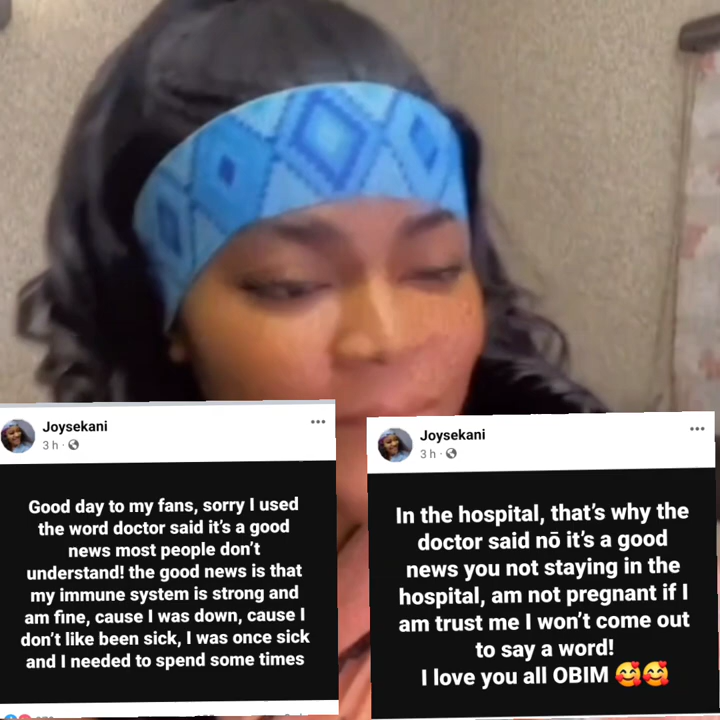 Joysekani
3 h
Good day to my fans, sorry I used
the word doctor said it's a good
news most people don't
understand! the good news is that
my immune system is strong and
am fine, cause I was down, cause I
don't like been sick, I was once sick
and I needed to spend some times
Joysekani
3 h
In the hospital, that's why the
doctor said nō it's a good
news you not staying in the
hospital, am not pregnant if I
am trust me I won't come out
to say a word!
I love you all OBIM 🥰🥰